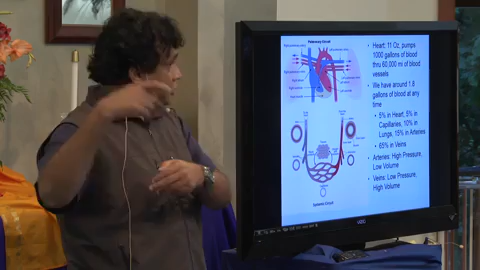 Pulmonary Circuit
Heart: 11 Oz, pumps
1000 gallons of blood
thru 60,000 mi of blood
vessels
We have around 1.8
gallons of blood at any
time
5% in Heart, 5% in
Capillaries, 10% in
Lungs, 15% in Arteries
65% in Veins
Arteries: High Pressure,
Low Volume
Veins: Low Pressure,
High Volume
Systemic Circuit
VIZIO